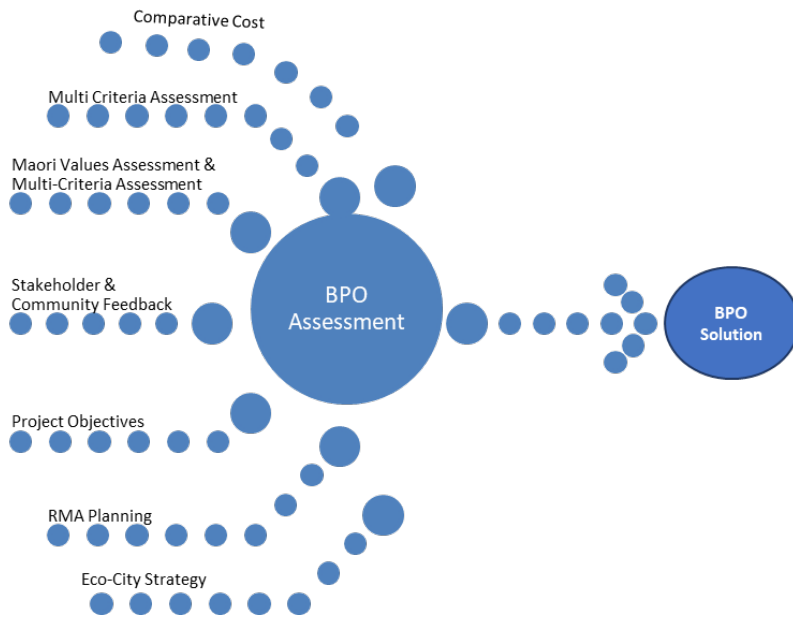 Comparative Cost
Multi Criteria Assessment
Maori Values Assessment &
Multi-Criteria Assessment
Stakeholder &
Community Feedback
BPO
Assessment
BPO
Solution
Project Objectives
RMA Planning
Eco-City Strategy